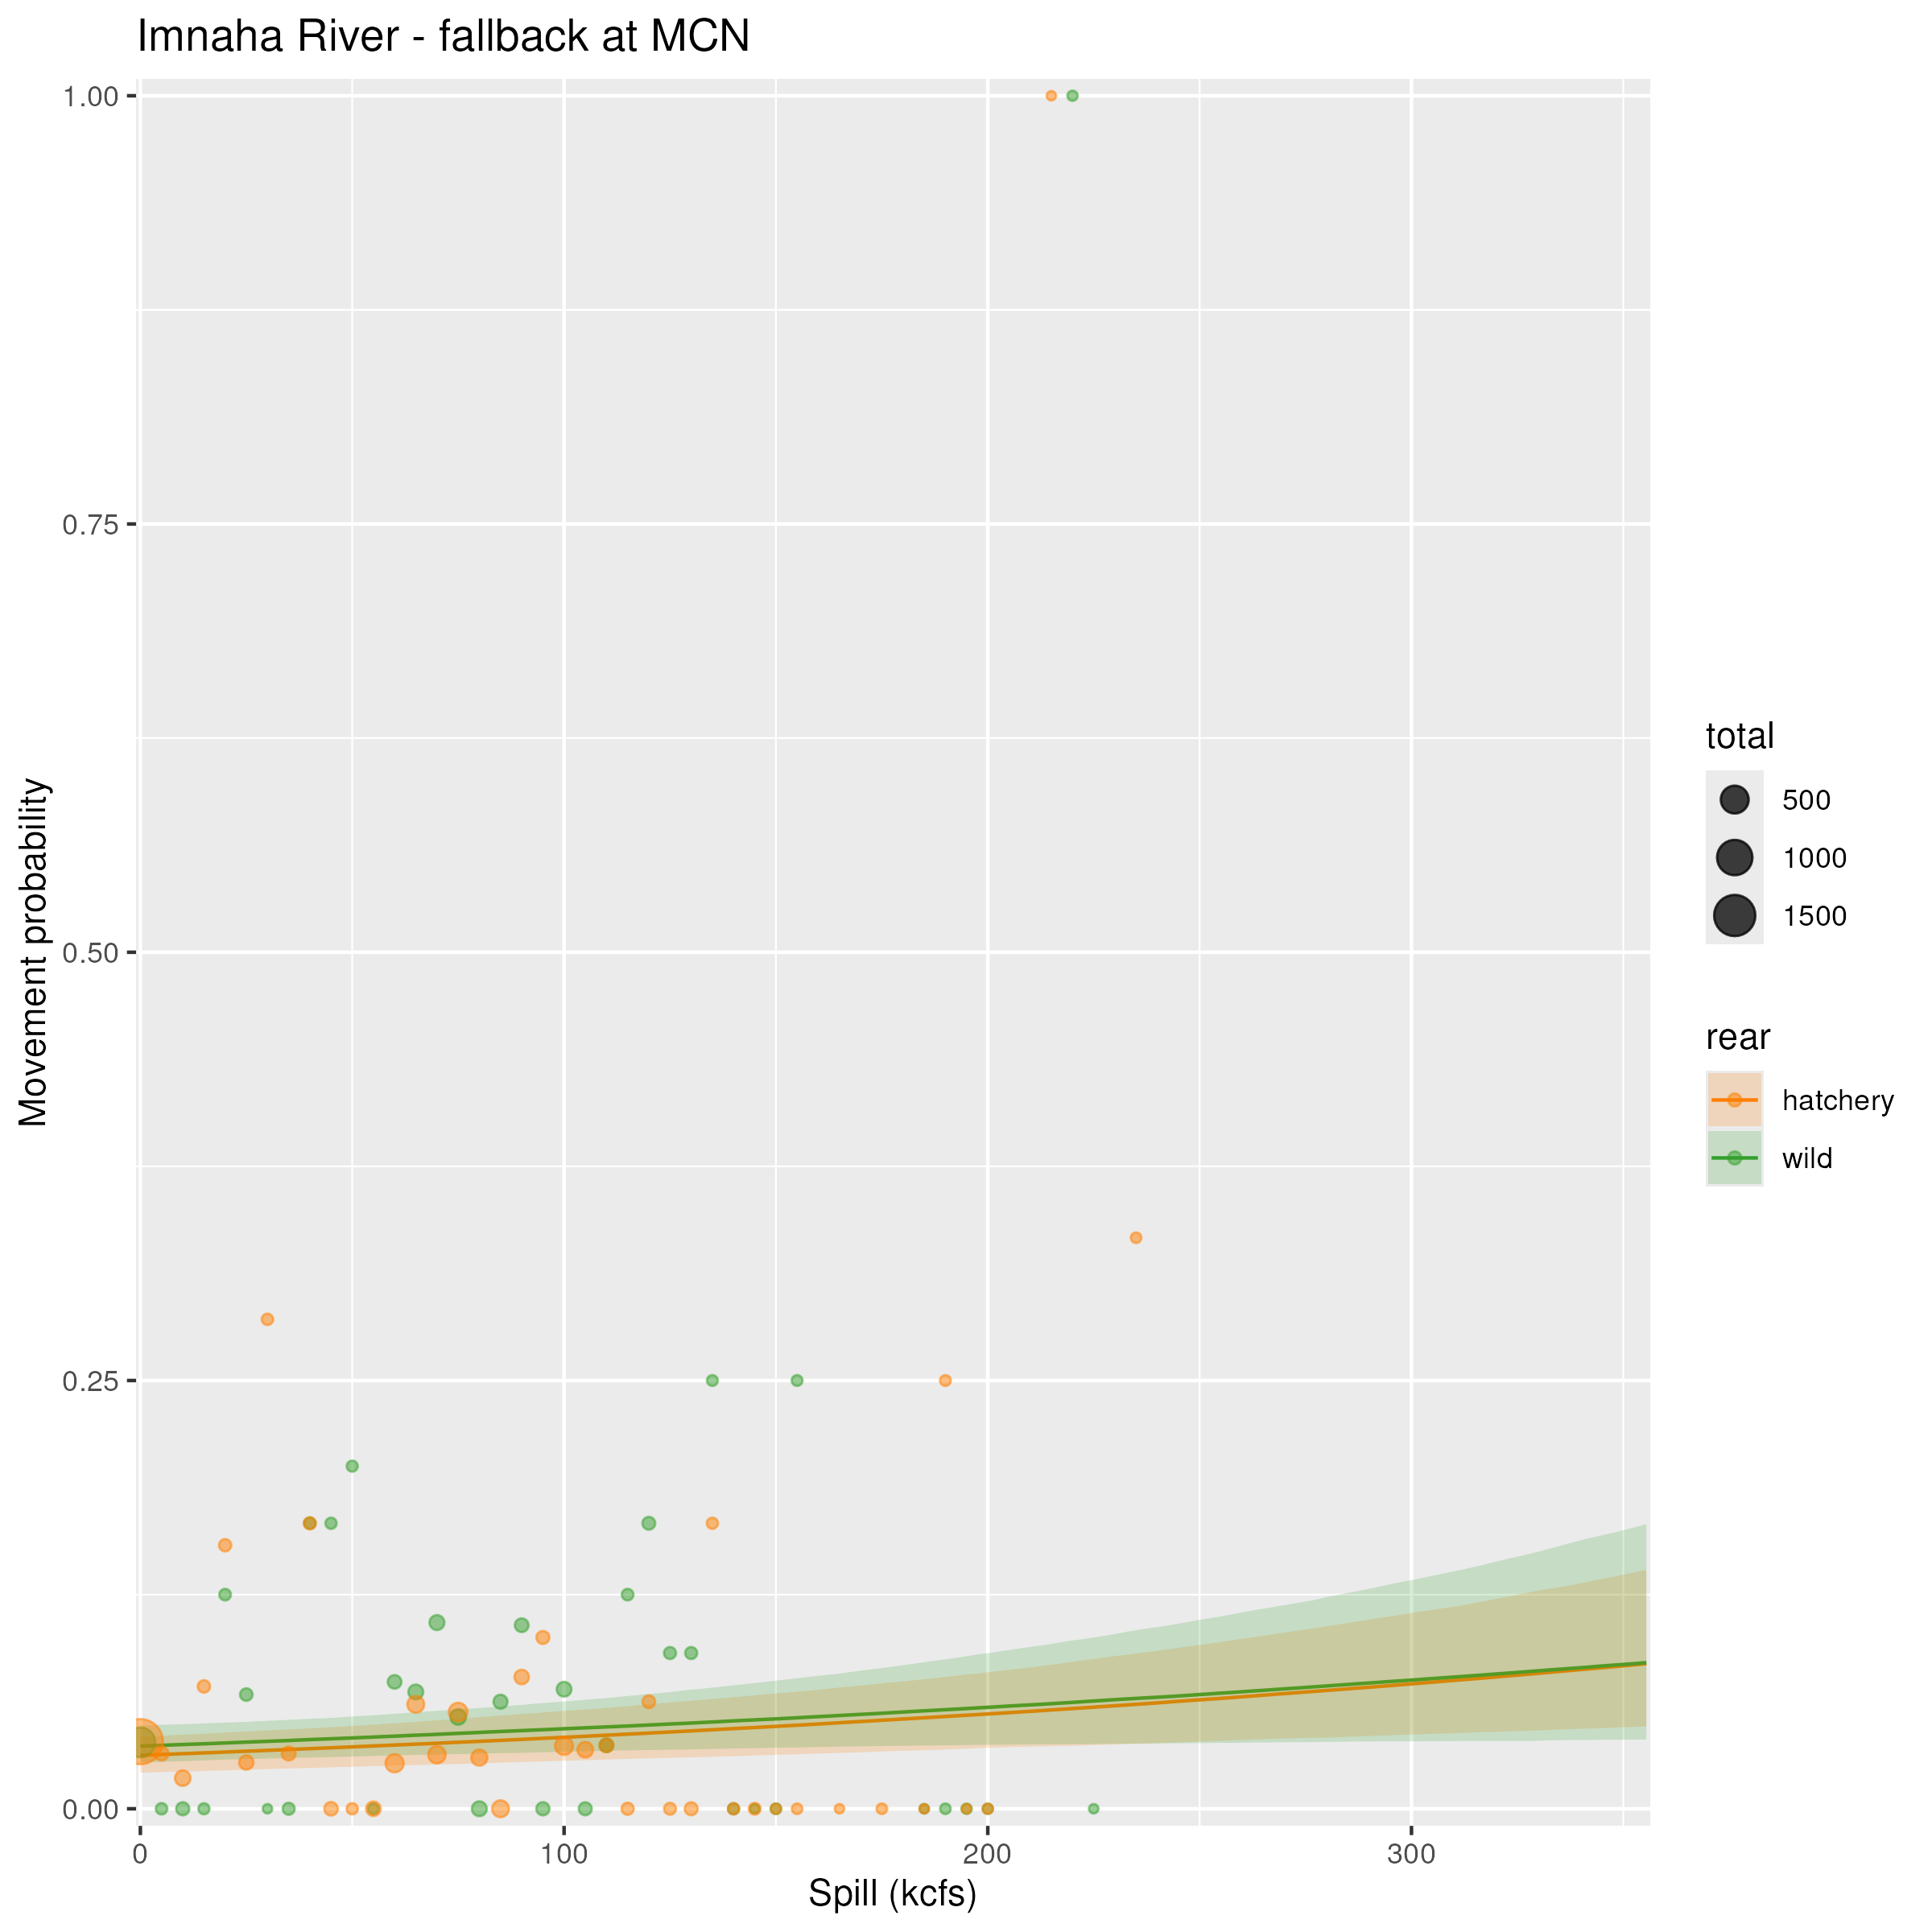 Imnaha River - fallback at MCN
1.00
0.75
0.50
0.25
0.00
0
100
200
300
Spill (kcfs)
Movement probability
total
500
1000
1500
rear
hatchery
wild